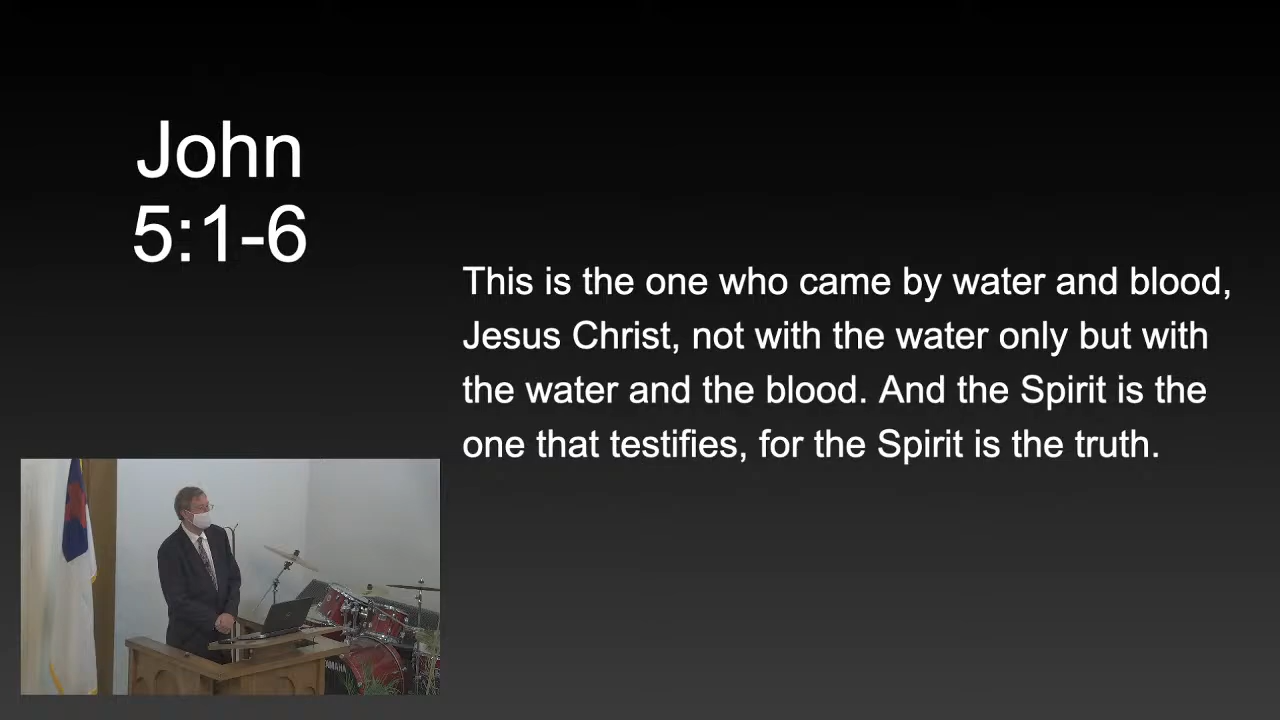 John
5:1-6
This is the one who came by water and blood,
Jesus Christ, not with the water only but with
the water and the blood. And the Spirit is the
one that testifies, for the Spirit is the truth.
YAMAHA